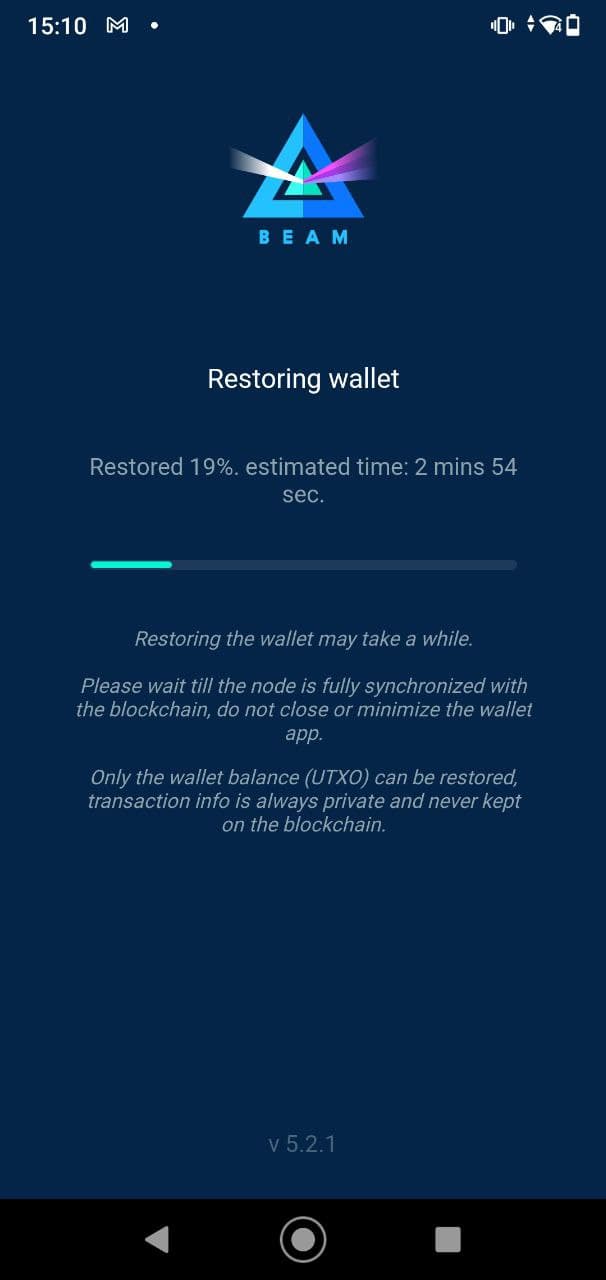 15:10
BEAM
Restoring wallet
Restored 19%. estimated time: 2 mins 54
sec.
Restoring the wallet may take a while.
Please wait till the node is fully synchronized with
the blockchain, do not close or minimize the wallet
app.
Only the wallet balance (UTXO) can be restored,
transaction info is always private and never kept
on the blockchain.
v 5.2.1